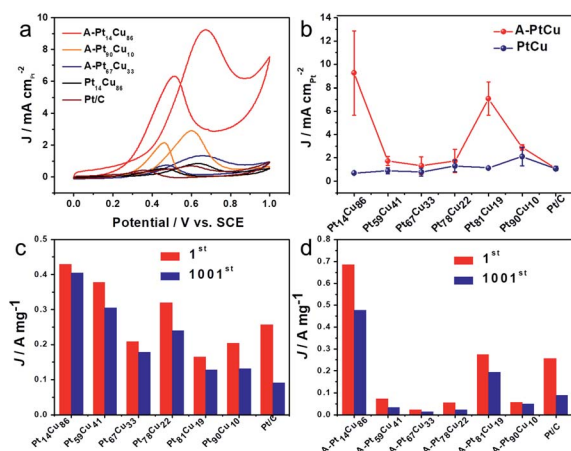 a
J / mA cm_Pt^-2
10
8
6
4
2
0
A-Pt14Cu86
A-Pt90Cu10
A-Pt67Cu33
Pt14Cu86
Pt/C
0.0 0.2 0.4 0.6 0.8 1.0
Potential / V vs. SCE
b
J / mA cm_Pt^-2
14
12
10
8
6
4
2
0
A-PtCu
PtCu
Pt14Cu86 Pt59Cu41 Pt67Cu33 Pt78Cu22 Pt81Cu19 Pt90Cu10 Pt/C
c
J / A mg^-1
0.5
0.4
0.3
0.2
0.1
0.0
1st
1001st
Pt14Cu86 Pt59Cu41 Pt67Cu33 Pt78Cu22 Pt81Cu19 Pt90Cu10 Pt/C
d
J / A mg^-1
0.8
0.7
0.6
0.5
0.4
0.3
0.2
0.1
0.0
1st
1001st
A-Pt14Cu86 A-Pt59Cu41 A-Pt67Cu33 A-Pt78Cu22 A-Pt81Cu19 A-Pt90Cu10 Pt/C